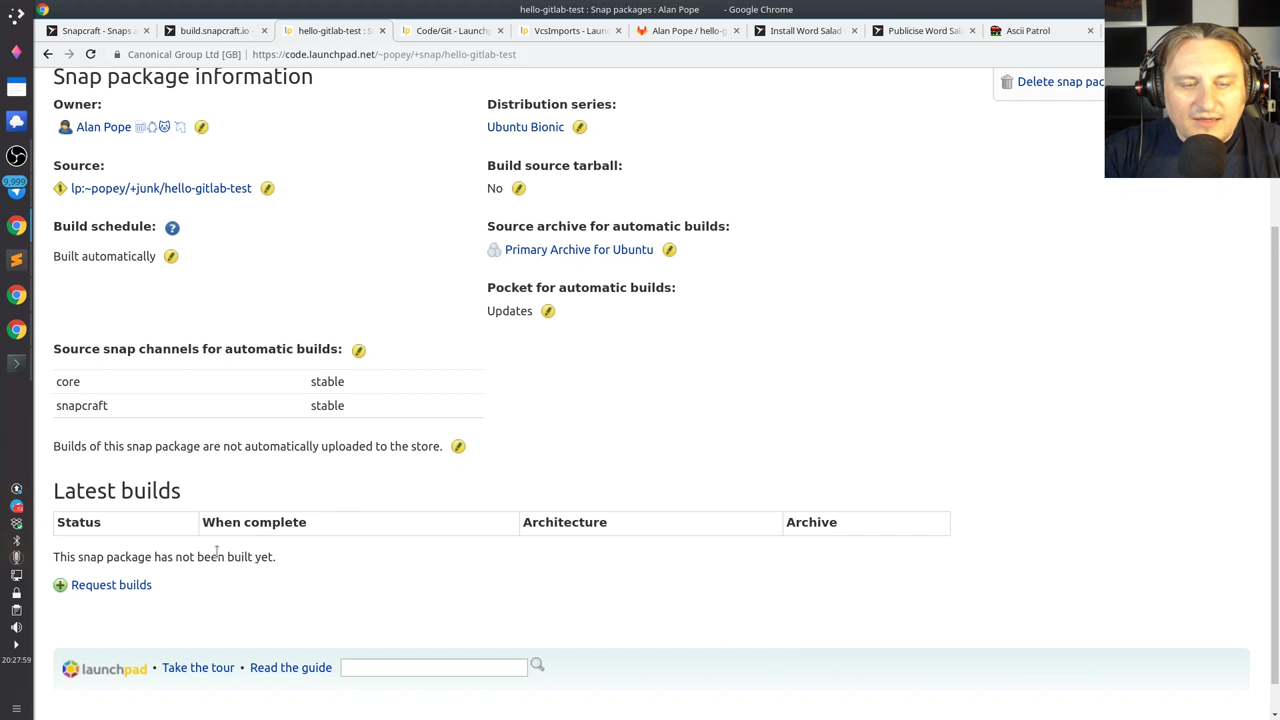 hello-gitlab-test : Snap packages : Alan Pope - Google Chrome
Snapcraft - Snaps a
build.snapcraft.io
hello-gitlab-test : S
Code/Git - Launchp
VcsImports - Laun
Alan Pope / hello-g
Install Word Salad
Publicise Word Sal
Ascii Patrol
Canonical Group Ltd [GB] https://code.launchpad.net/~popey/+snap/hello-gitlab-test
Snap package information
Delete snap pac
Owner:
Distribution series:
Alan Pope
Ubuntu Bionic
Source:
Build source tarball:
lp:~popey/+junk/hello-gitlab-test
No
Build schedule:
Source archive for automatic builds:
Built automatically
Primary Archive for Ubuntu
Pocket for automatic builds:
Updates
Source snap channels for automatic builds:
core stable
snapcraft stable
Builds of this snap package are not automatically uploaded to the store.
Latest builds
Status When complete Architecture Archive
This snap package has not been built yet.
Request builds
launchpad • Take the tour • Read the guide
9,999
20:27:59